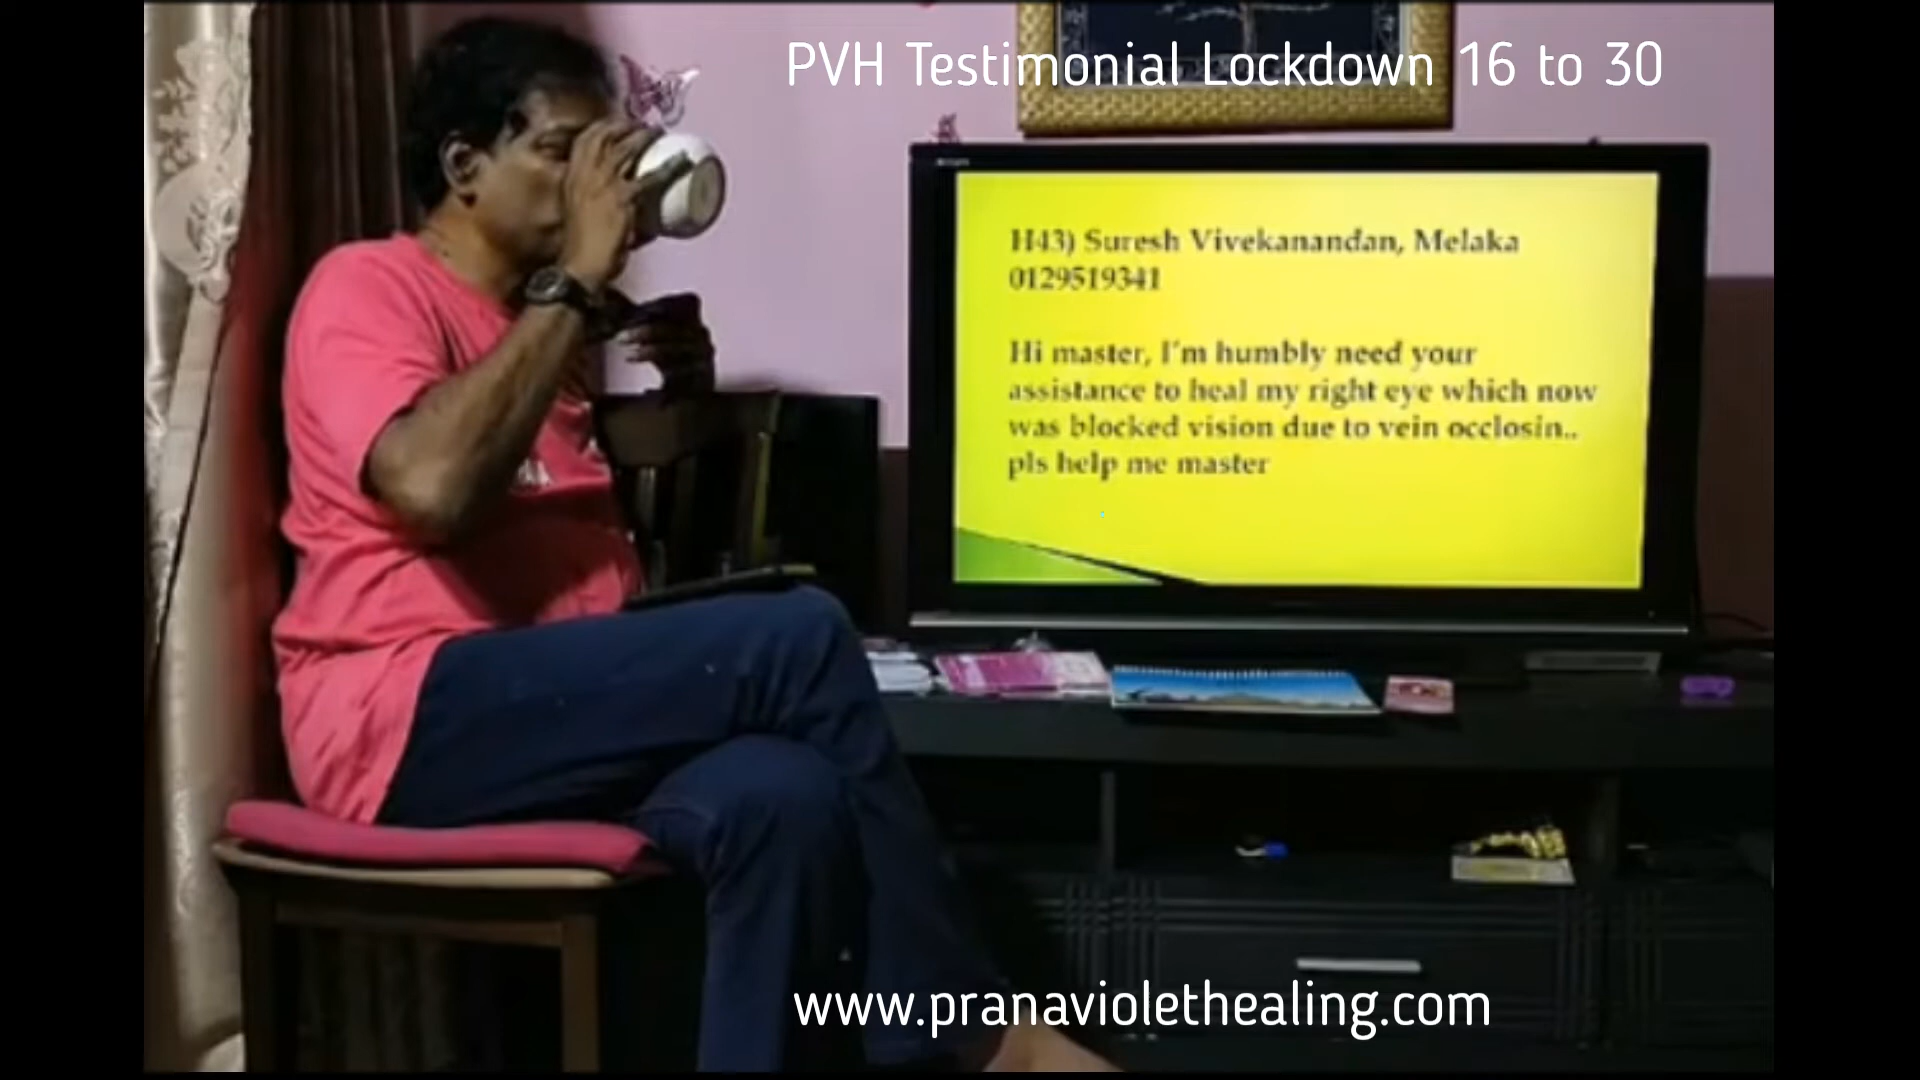 PVH Testimonial Lockdown 16 to 30
H43) Suresh Vivekanandan, Melaka
0129519341
Hi master, I'm humbly need your
assistance to heal my right eye which now
was blocked vision due to vein occlosin..
pls help me master
www.pranaviolethealing.com